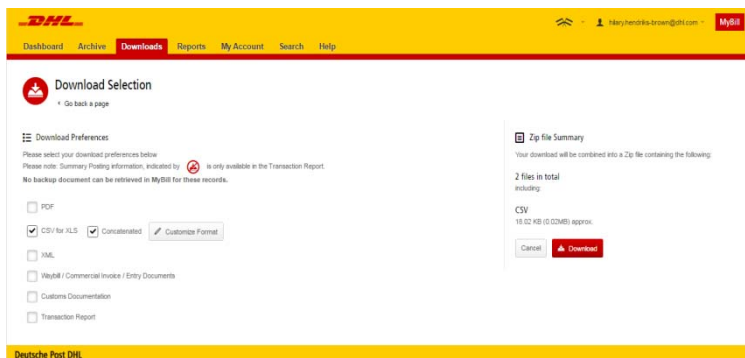 DHL
hilary.hendriks-brown@dhl.com
MyBill
Dashboard Archive Downloads Reports My Account Search Help
Download Selection
Go back a page
Download Preferences
Please select your download preferences below
Please note: Summary Posting information, indicated by is only available in the Transaction Report.
No backup document can be retrieved in MyBill for these records.
PDF
CSV for XLS Concatenated Customize Format
XML
Waybill / Commercial Invoice / Entry Documents
Customs Documentation
Transaction Report
Zip file Summary
Your download will be combined into a Zip file containing the following:
2 files in total
including:
CSV
16.02 KB (0.02MB) approx.
Cancel Download
Deutsche Post DHL